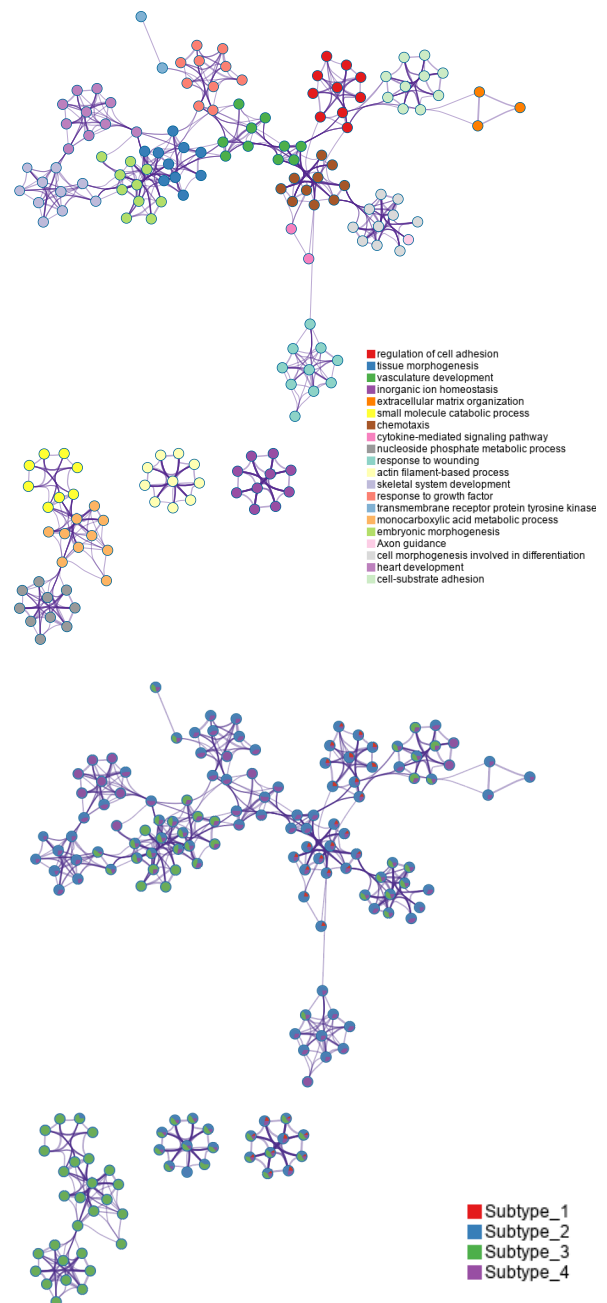 regulation of cell adhesion
tissue morphogenesis
vasculature development
inorganic ion homeostasis
extracellular matrix organization
small molecule catabolic process
chemotaxis
cytokine-mediated signaling pathway
nucleoside phosphate metabolic process
response to wounding
actin filament-based process
skeletal system development
response to growth factor
transmembrane receptor protein tyrosine kinase
monocarboxylic acid metabolic process
embryonic morphogenesis
Axon guidance
cell morphogenesis involved in differentiation
heart development
cell-substrate adhesion
Subtype_1
Subtype_2
Subtype_3
Subtype_4